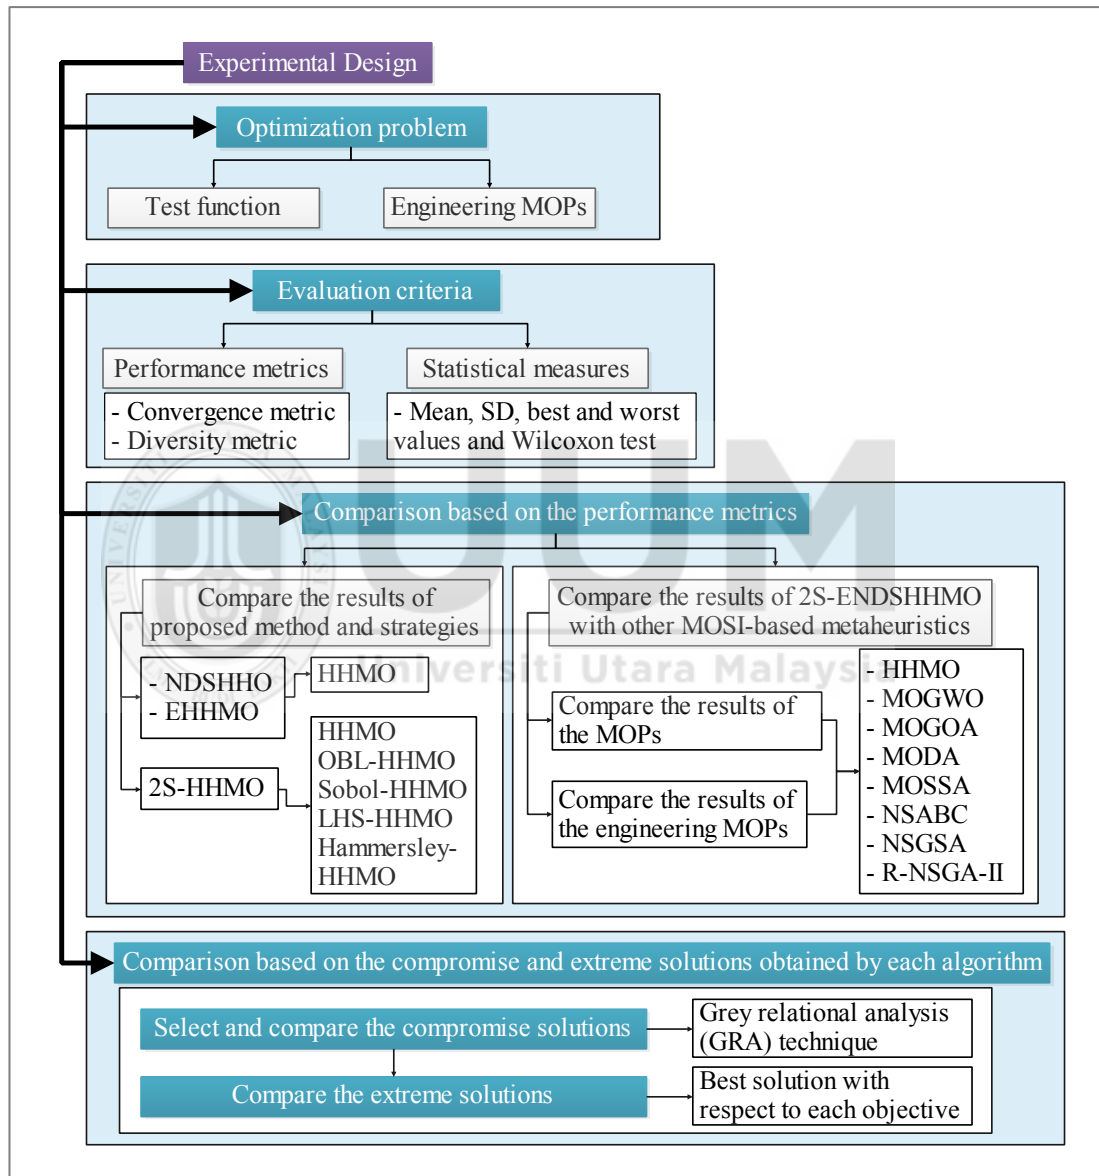 Experimental Design
Optimization problem
Test function
Engineering MOPs
Evaluation criteria
Performance metrics
- Convergence metric
- Diversity metric
Statistical measures
- Mean, SD, best and worst
values and Wilcoxon test
UUM
Universiti Utara Malaysia
Comparison based on the performance metrics
Compare the results of
proposed method and strategies
- NDSHHO
- EHHMO
HHMO
2S-HHMO
HHMO
OBL-HHMO
Sobol-HHMO
LHS-HHMO
Hammersley-
HHMO
Compare the results of 2S-ENDSHHMO
with other MOSI-based metaheuristics
Compare the results of
the MOPs
Compare the results of
the engineering MOPs
- HHMO
- MOGWO
- MOGOA
- MODA
- MOSSA
- NSABC
- NSGSA
- R-NSGA-II
Comparison based on the compromise and extreme solutions obtained by each algorithm
Select and compare the compromise solutions
Grey relational analysis
(GRA) technique
Compare the extreme solutions
Best solution with
respect to each objective